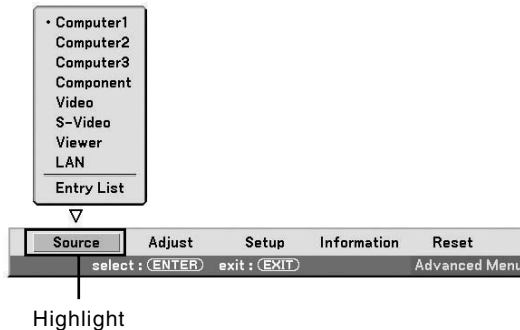 • Computer1
Computer2
Computer3
Component
Video
S-Video
Viewer
LAN
Entry List
Source Adjust Setup Information Reset
select : ENTER exit : EXIT Advanced Menu
Highlight